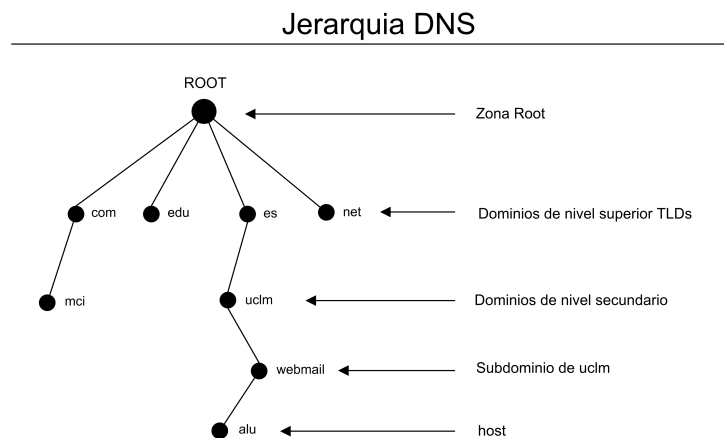 Jerarquia DNS
ROOT
Zona Root
com
edu
es
net
Dominios de nivel superior TLDs
mci
uclm
Dominios de nivel secundario
webmail
Subdominio de uclm
alu
host